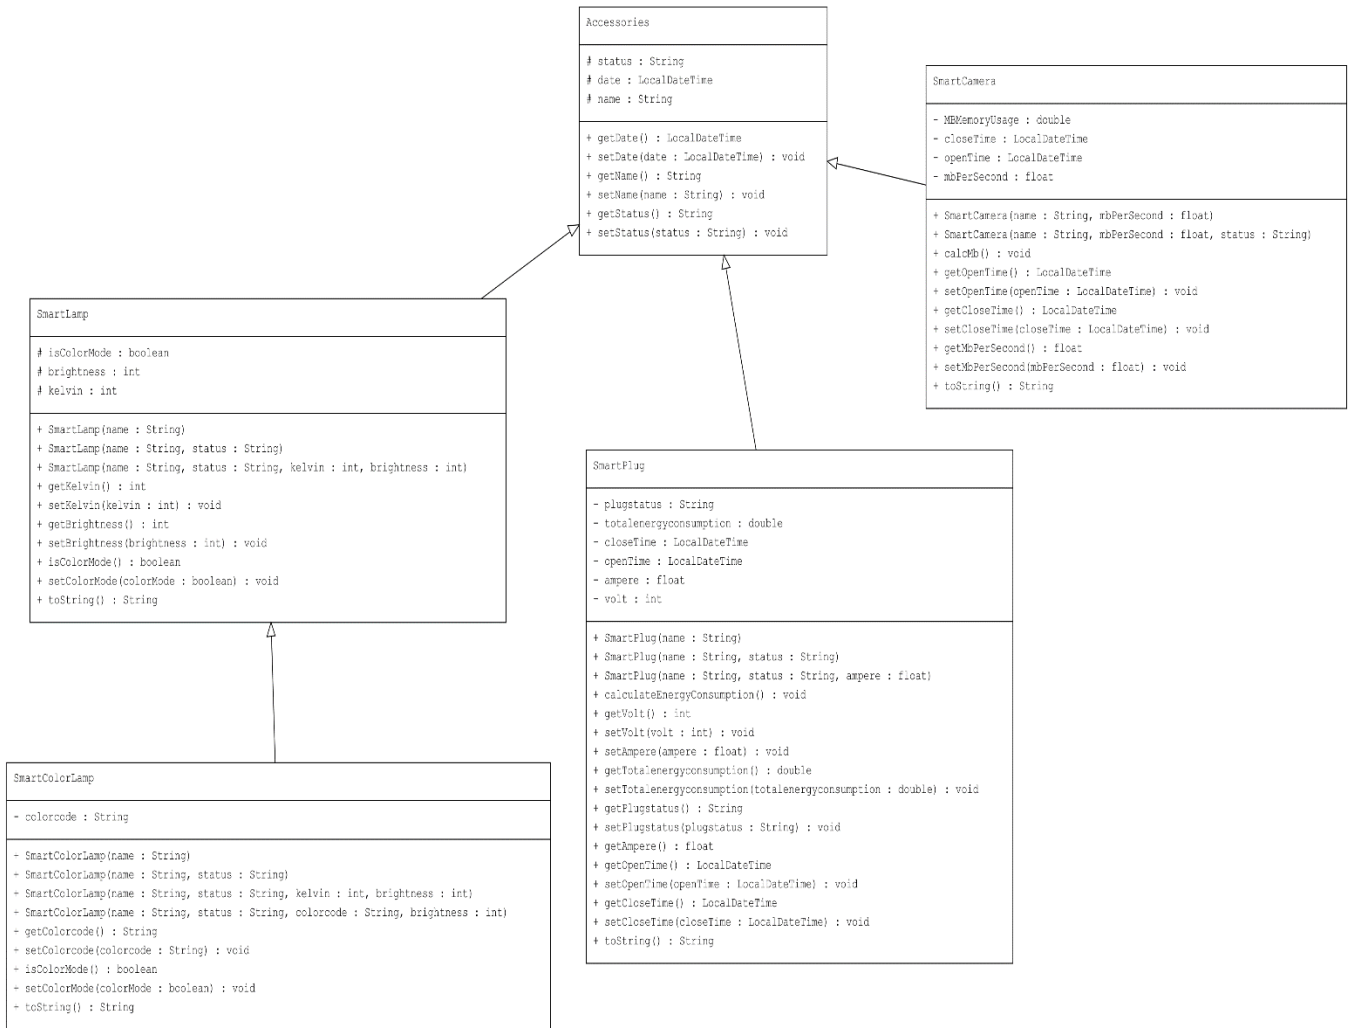 Accessories
# status : String
# date : LocalDateTime
# name : String
+ getDate() : LocalDateTime
+ setDate(date : LocalDateTime) : void
+ getName() : String
+ setName(name : String) : void
+ getStatus() : String
+ setStatus(status : String) : void
SmartCamera
- MBMemoryUsage : double
- closeTime : LocalDateTime
- openTime : LocalDateTime
- mbPerSecond : float
+ SmartCamera(name : String, mbPerSecond : float)
+ SmartCamera(name : String, mbPerSecond : float, status : String)
+ calcMb() : void
+ getOpenTime() : LocalDateTime
+ setOpenTime(openTime : LocalDateTime) : void
+ getCloseTime() : LocalDateTime
+ setCloseTime(closeTime : LocalDateTime) : void
+ getMbPerSecond() : float
+ setMbPerSecond(mbPerSecond : float) : void
+ toString() : String
SmartLamp
# isColorMode : boolean
# brightness : int
# kelvin : int
+ SmartLamp(name : String)
+ SmartLamp(name : String, status : String)
+ SmartLamp(name : String, status : String, kelvin : int, brightness : int)
+ getKelvin() : int
+ setKelvin(kelvin : int) : void
+ getBrightness() : int
+ setBrightness(brightness : int) : void
+ isColorMode() : boolean
+ setColorMode(colorMode : boolean) : void
+ toString() : String
SmartPlug
- plugstatus : String
- totalenergyconsumption : double
- closeTime : LocalDateTime
- openTime : LocalDateTime
- ampere : float
- volt : int
+ SmartPlug(name : String)
+ SmartPlug(name : String, status : String)
+ SmartPlug(name : String, status : String, ampere : float)
+ calculateEnergyConsumption() : void
+ getVolt() : int
+ setVolt(volt : int) : void
+ setAmpere(ampere : float) : void
+ getTotalenergyconsumption() : double
+ setTotalenergyconsumption(totalenergyconsumption : double) : void
+ getPlugstatus() : String
+ setPlugstatus(plugstatus : String) : void
+ getAmpere() : float
+ getOpenTime() : LocalDateTime
+ setOpenTime(openTime : LocalDateTime) : void
+ getCloseTime() : LocalDateTime
+ setCloseTime(closeTime : LocalDateTime) : void
+ toString() : String
SmartColorLamp
- colorcode : String
+ SmartColorLamp(name : String)
+ SmartColorLamp(name : String, status : String)
+ SmartColorLamp(name : String, status : String, kelvin : int, brightness : int)
+ SmartColorLamp(name : String, status : String, colorcode : String, brightness : int)
+ getColorcode() : String
+ setColorcode(colorcode : String) : void
+ isColorMode() : boolean
+ setColorMode(colorMode : boolean) : void
+ toString() : String